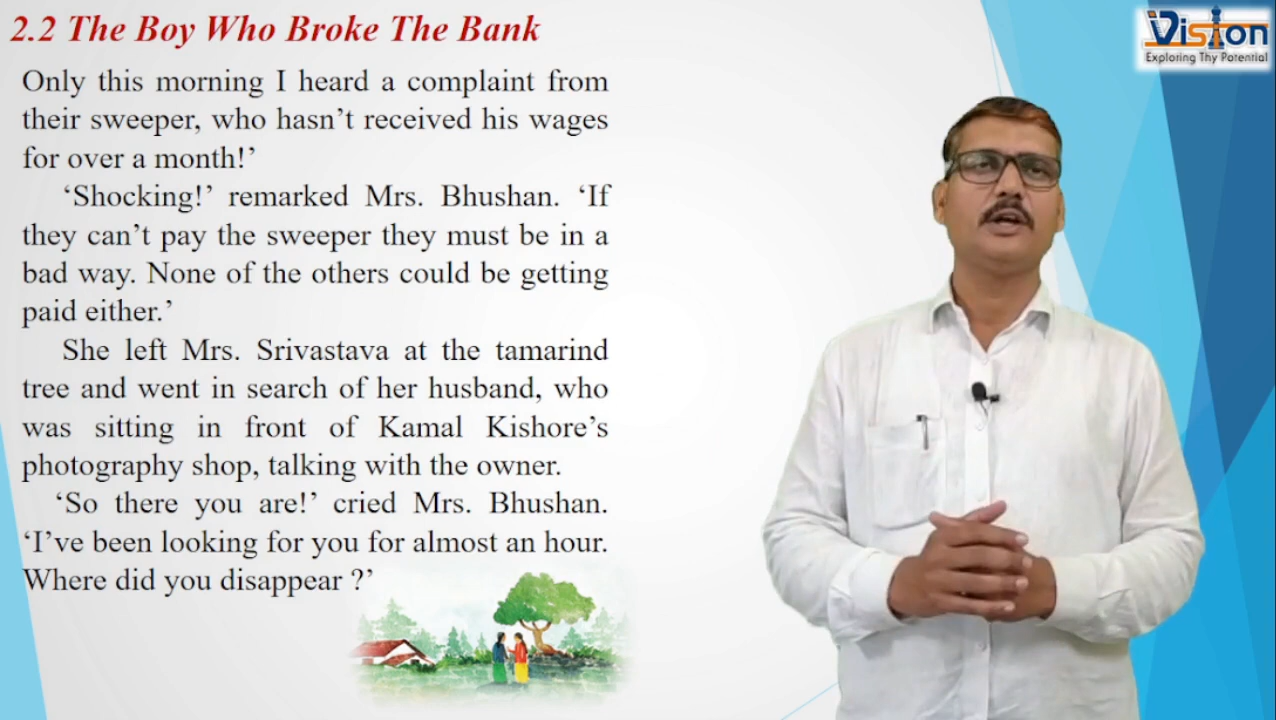 2.2 The Boy Who Broke The Bank
Only this morning I heard a complaint from
their sweeper, who hasn't received his wages
for over a month!'
'Shocking!' remarked Mrs. Bhushan. 'If
they can't pay the sweeper they must be in a
bad way. None of the others could be getting
paid either.'
She left Mrs. Srivastava at the tamarind
tree and went in search of her husband, who
was sitting in front of Kamal Kishore's
photography shop, talking with the owner.
'So there you are!' cried Mrs. Bhushan.
'I've been looking for you for almost an hour.
Where did you disappear ?'
Vision
Exploring Thy Potential